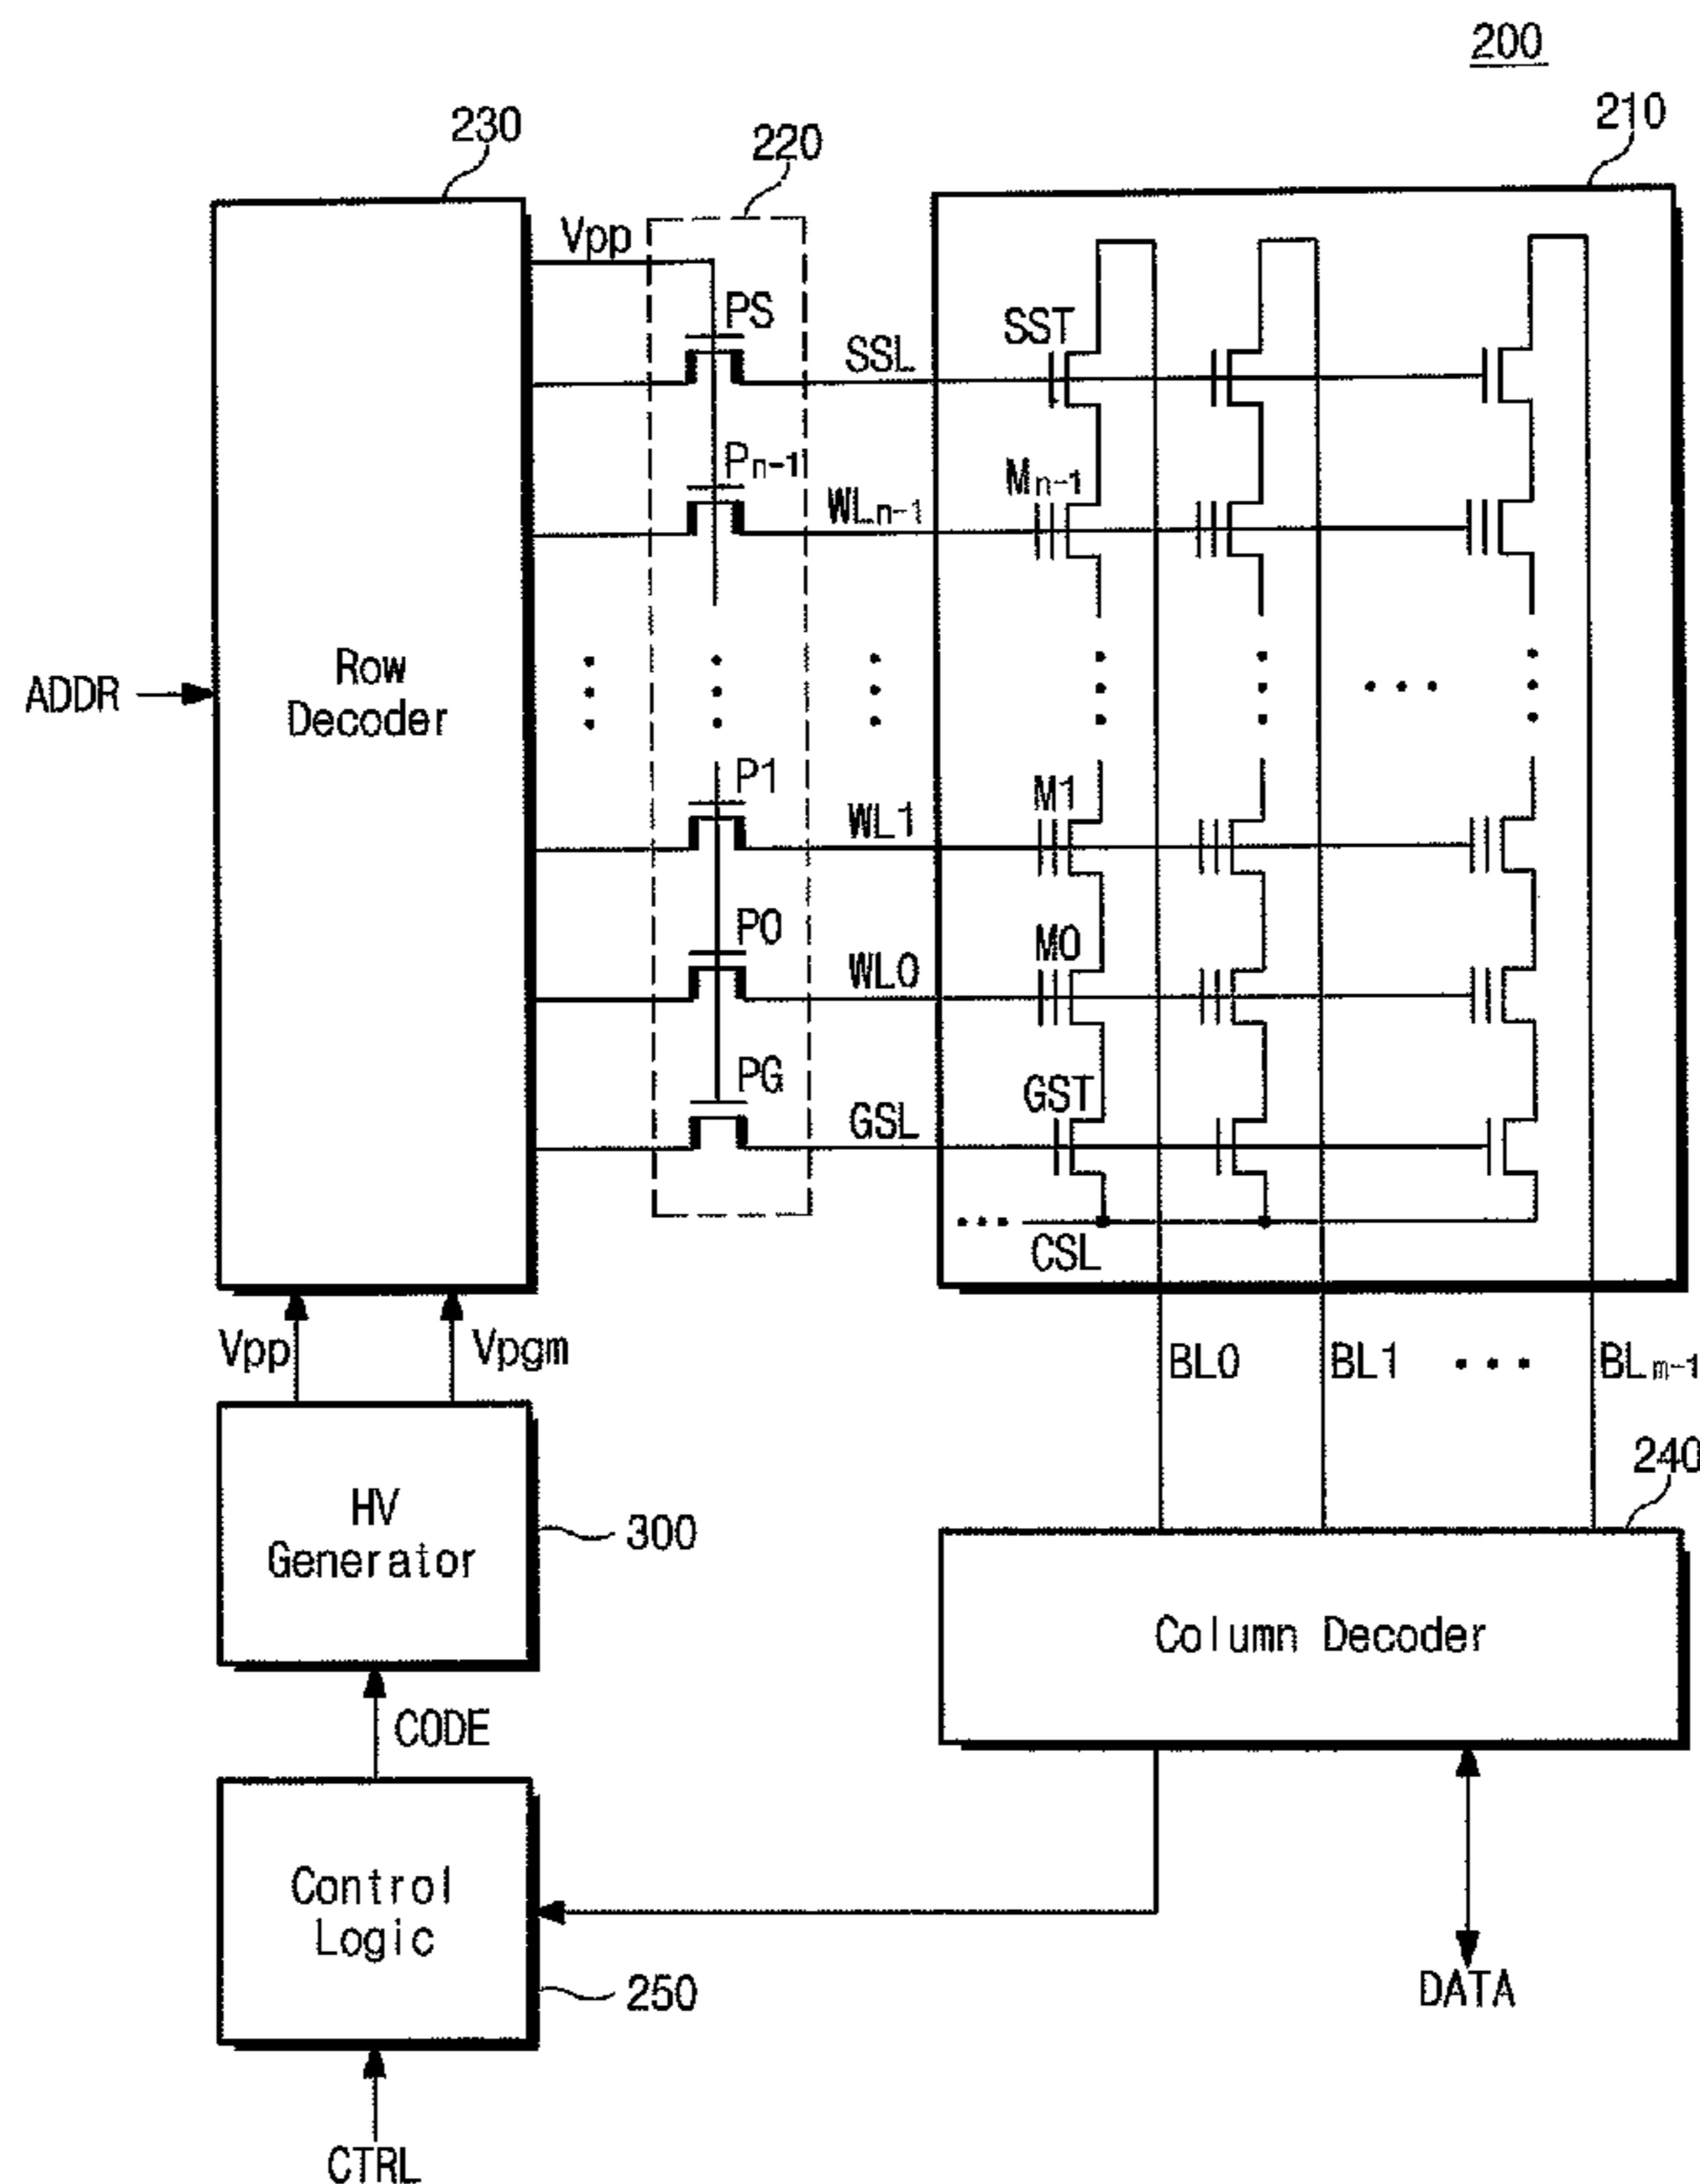 200
230
220
210
Vpp
PS
SSL
SST
Pn-1
WLn-1
Mn-1
ADDR
Row
Decoder
P1
WL1
M1
P0
WL0
M0
PG
GSL
GST
CSL
Vpp
Vpgm
BL0
BL1
BLm-1
240
HV
Generator
300
Column Decoder
CODE
Control
Logic
250
DATA
CTRL